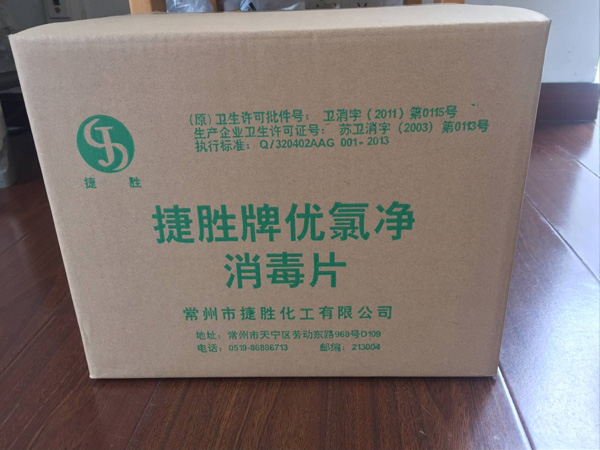 (原)卫生许可批件号：卫消字(2011)第0115号
生产企业卫生许可证号：苏卫消字(2003)第0113号
执行标准：Q/320402AAG 001-2013
捷 胜
捷胜牌优氯净
消毒片
常州市捷胜化工有限公司
地址：常州市天宁区劳动东路968号D109
电话：0519-86886713 邮编：213004